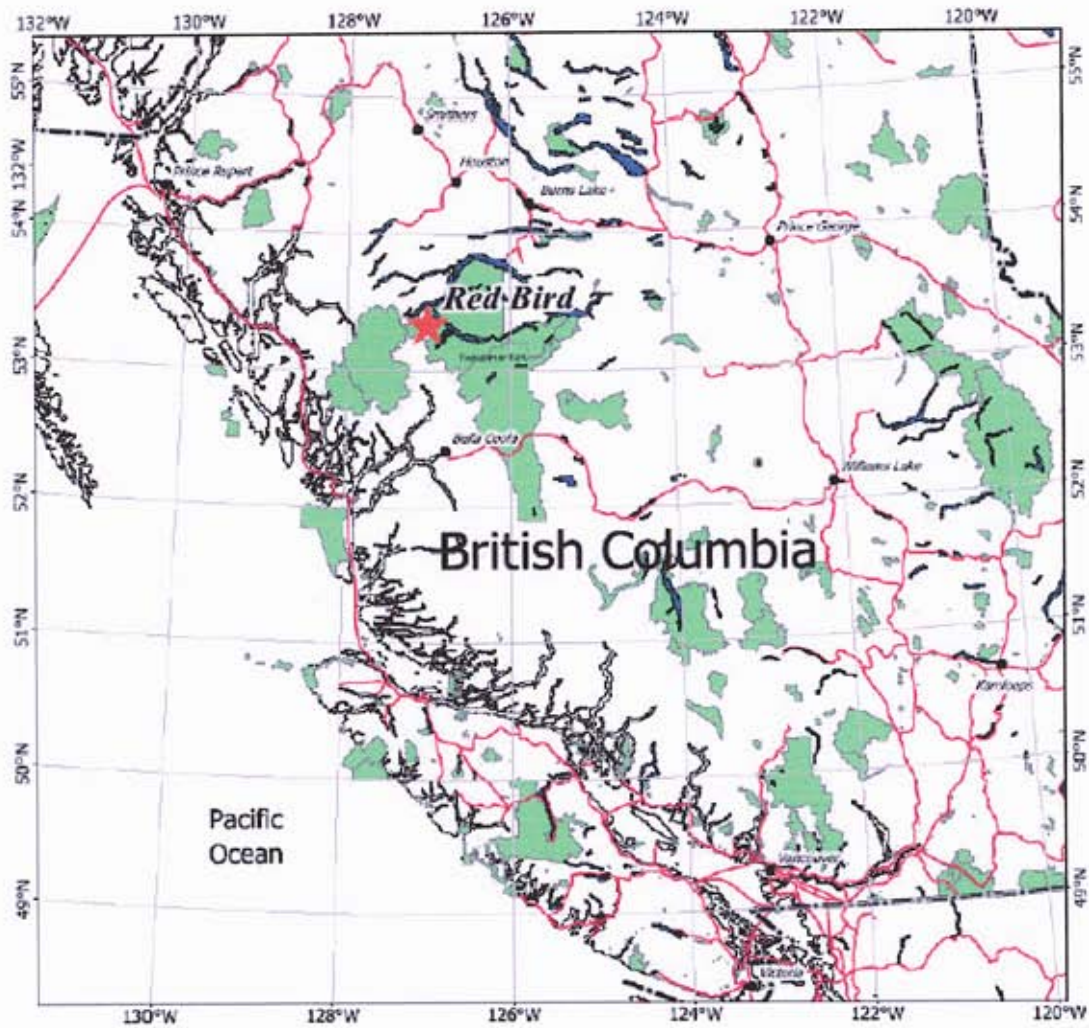 132°W 130°W 128°W 126°W 124°W 122°W 120°W
55°N
55°N
Smithers
Houston
132°W
Prince Rupert
Burns Lake
54°N
54°N
Prince George
Red Bird
53°N
53°N
Bella Coola
Williams Lake
52°N
52°N
British Columbia
51°N
51°N
Kamloops
50°N
50°N
Pacific
Ocean
Vancouver
49°N
49°N
Victoria
130°W 128°W 126°W 124°W 122°W 120°W